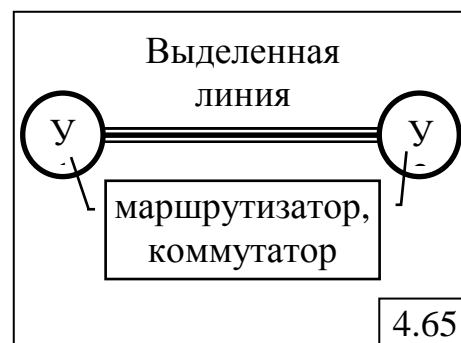 Выделенная
линия
У
У
маршрутизатор,
коммутатор
4.65